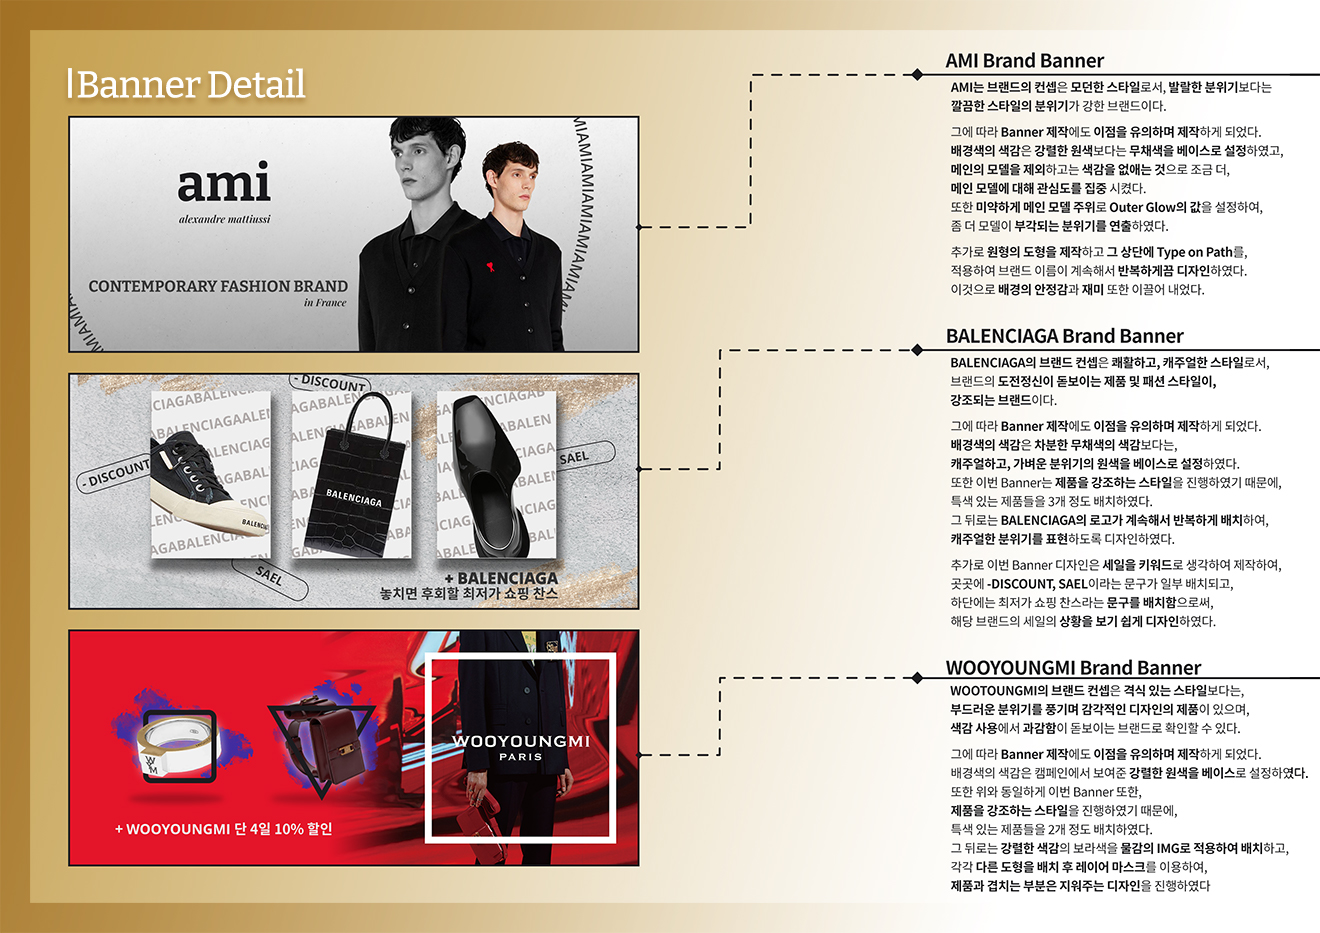 Banner Detail
ami
alexandre mattiussi
CONTEMPORARY FASHION BRAND
in France
MIAMIAMIAMIAMIAMIAMIAMIAMI
MIAMIAMIA
- DISCOUNT
- DISCOUNT
SAEL
SAEL
BALENCIAGA
BALENCIAGA
+ BALENCIAGA
놓치면 후회할 최저가 쇼핑 찬스
WOOYOUNGMI
PARIS
+ WOOYOUNGMI 단 4일 10% 할인
AMI Brand Banner
AMI는 브랜드의 컨셉은 모던한 스타일로서, 발랄한 분위기보다는
깔끔한 스타일의 분위기가 강한 브랜드이다.
그에 따라 Banner 제작에도 이점을 유의하며 제작하게 되었다.
배경색의 색감은 강렬한 원색보다는 무채색을 베이스로 설정하였고,
메인의 모델을 제외하고는 색감을 없애는 것으로 조금 더,
메인 모델에 대해 관심도를 집중 시켰다.
또한 미약하게 메인 모델 주위로 Outer Glow의 값을 설정하여,
좀 더 모델이 부각되는 분위기를 연출하였다.
추가로 원형의 도형을 제작하고 그 상단에 Type on Path를,
적용하여 브랜드 이름이 계속해서 반복하게끔 디자인하였다.
이것으로 배경의 안정감과 재미 또한 이끌어 내었다.
BALENCIAGA Brand Banner
BALENCIAGA의 브랜드 컨셉은 쾌활하고, 캐주얼한 스타일로서,
브랜드의 도전정신이 돋보이는 제품 및 패션 스타일이,
강조되는 브랜드이다.
그에 따라 Banner 제작에도 이점을 유의하며 제작하게 되었다.
배경색의 색감은 차분한 무채색의 색감보다는,
캐주얼하고, 가벼운 분위기의 원색을 베이스로 설정하였다.
또한 이번 Banner는 제품을 강조하는 스타일을 진행하였기 때문에,
특색 있는 제품들을 3개 정도 배치하였다.
그 뒤로는 BALENCIAGA의 로고가 계속해서 반복하게 배치하여,
캐주얼한 분위기를 표현하도록 디자인하였다.
추가로 이번 Banner 디자인은 세일을 키워드로 생각하여 제작하여,
곳곳에 -DISCOUNT, SAEL이라는 문구가 일부 배치되고,
하단에는 최저가 쇼핑 찬스라는 문구를 배치함으로써,
해당 브랜드의 세일의 상황을 보기 쉽게 디자인하였다.
WOOYOUNGMI Brand Banner
WOOTOUNGMI의 브랜드 컨셉은 격식 있는 스타일보다는,
부드러운 분위기를 풍기며 감각적인 디자인의 제품이 있으며,
색감 사용에서 과감함이 돋보이는 브랜드로 확인할 수 있다.
그에 따라 Banner 제작에도 이점을 유의하며 제작하게 되었다.
배경색의 색감은 캠페인에서 보여준 강렬한 원색을 베이스로 설정하였다.
또한 위와 동일하게 이번 Banner 또한,
제품을 강조하는 스타일을 진행하였기 때문에,
특색 있는 제품들을 2개 정도 배치하였다.
그 뒤로는 강렬한 색감의 보라색을 물감의 IMG로 적용하여 배치하고,
각각 다른 도형을 배치 후 레이어 마스크를 이용하여,
제품과 겹치는 부분은 지워주는 디자인을 진행하였다